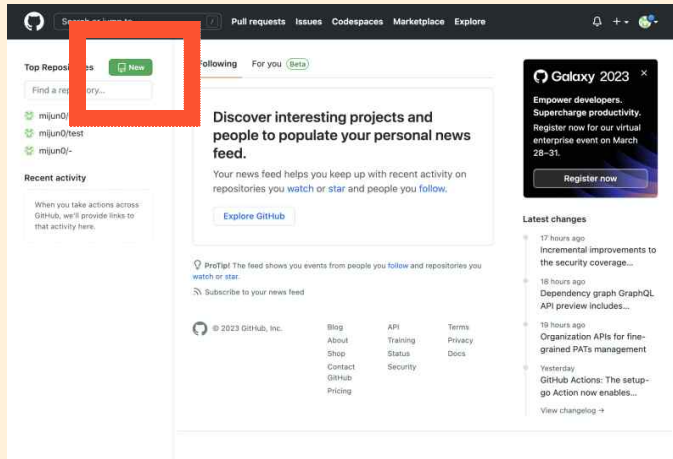 Search or jump to...
/
Pull requests Issues Codespaces Marketplace Explore
Top Repositories
New
Find a repository...
mijun0/
mijun0/test
mijun0/-
Recent activity
When you take actions across
GitHub, we'll provide links to
that activity here.
Following For you Beta
Discover interesting projects and
people to populate your personal news
feed.
Your news feed helps you keep up with recent activity on
repositories you watch or star and people you follow.
Explore GitHub
ProTip! The feed shows you events from people you follow and repositories you
watch or star.
Subscribe to your news feed
© 2023 GitHub, Inc.
Blog
About
Shop
Contact
GitHub
Pricing
API
Training
Status
Security
Terms
Privacy
Docs
Galaxy 2023 ×
Empower developers.
Supercharge productivity.
Register now for our virtual
enterprise event on March
28–31.
Register now
Latest changes
17 hours ago
Incremental improvements to
the security coverage...
18 hours ago
Dependency graph GraphQL
API preview includes...
19 hours ago
Organization APIs for fine-
grained PATs management
Yesterday
GitHub Actions: The setup-
go Action now enables...
View changelog →